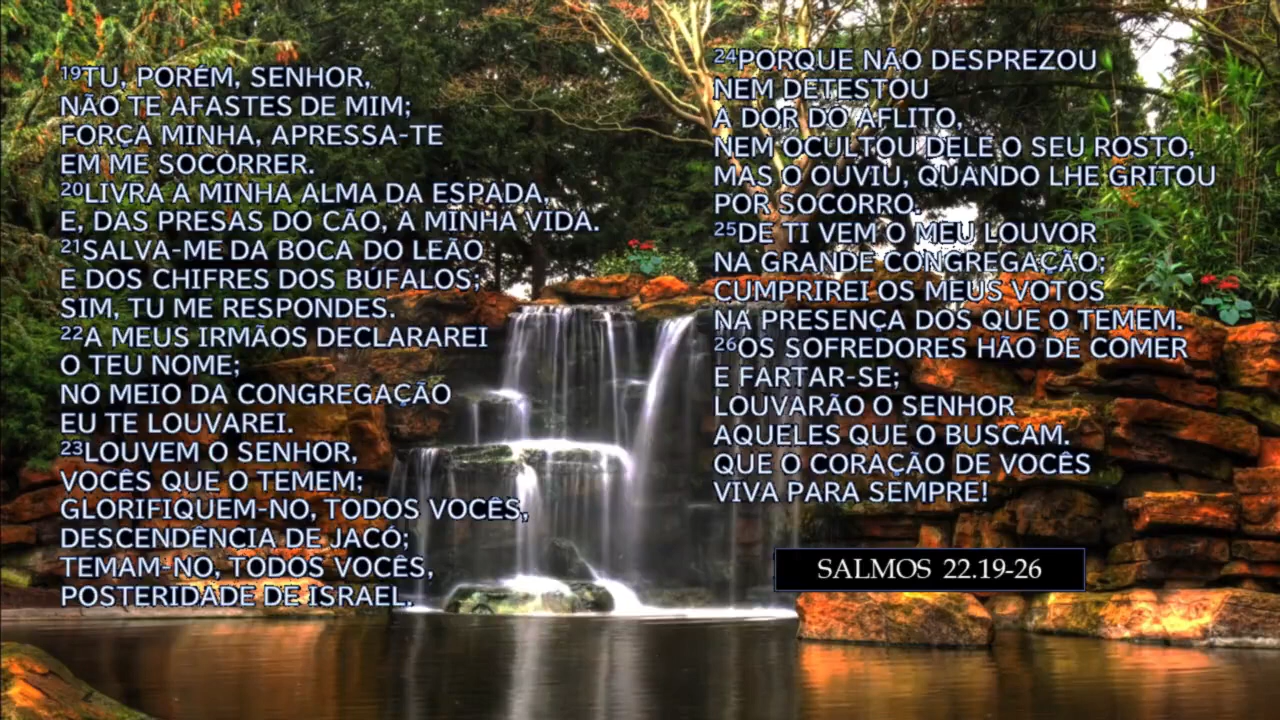 ¹⁹TU, PORÉM, SENHOR,
NÃO TE AFASTES DE MIM;
FORÇA MINHA, APRESSA-TE
EM ME SOCORRER.
²⁰LIVRA A MINHA ALMA DA ESPADA,
E, DAS PRESAS DO CÃO, A MINHA VIDA.
²¹SALVA-ME DA BOCA DO LEÃO
E DOS CHIFRES DOS BÚFALOS;
SIM, TU ME RESPONDES.
²²A MEUS IRMÃOS DECLARAREI
O TEU NOME;
NO MEIO DA CONGREGAÇÃO
EU TE LOUVAREI.
²³LOUVEM O SENHOR,
VOCÊS QUE O TEMEM;
GLORIFIQUEM-NO, TODOS VOCÊS,
DESCENDÊNCIA DE JACÓ;
TEMAM-NO, TODOS VOCÊS,
POSTERIDADE DE ISRAEL.
²⁴PORQUE NÃO DESPREZOU
NEM DETESTOU
A DOR DO AFLITO,
NEM OCULTOU DELE O SEU ROSTO,
MAS O OUVIU, QUANDO LHE GRITOU
POR SOCORRO.
²⁵DE TI VEM O MEU LOUVOR
NA GRANDE CONGREGAÇÃO;
CUMPRIREI OS MEUS VOTOS
NA PRESENÇA DOS QUE O TEMEM.
²⁶OS SOFREDORES HÃO DE COMER
E FARTAR-SE;
LOUVARÃO O SENHOR
AQUELES QUE O BUSCAM.
QUE O CORAÇÃO DE VOCÊS
VIVA PARA SEMPRE!
SALMOS 22.19-26